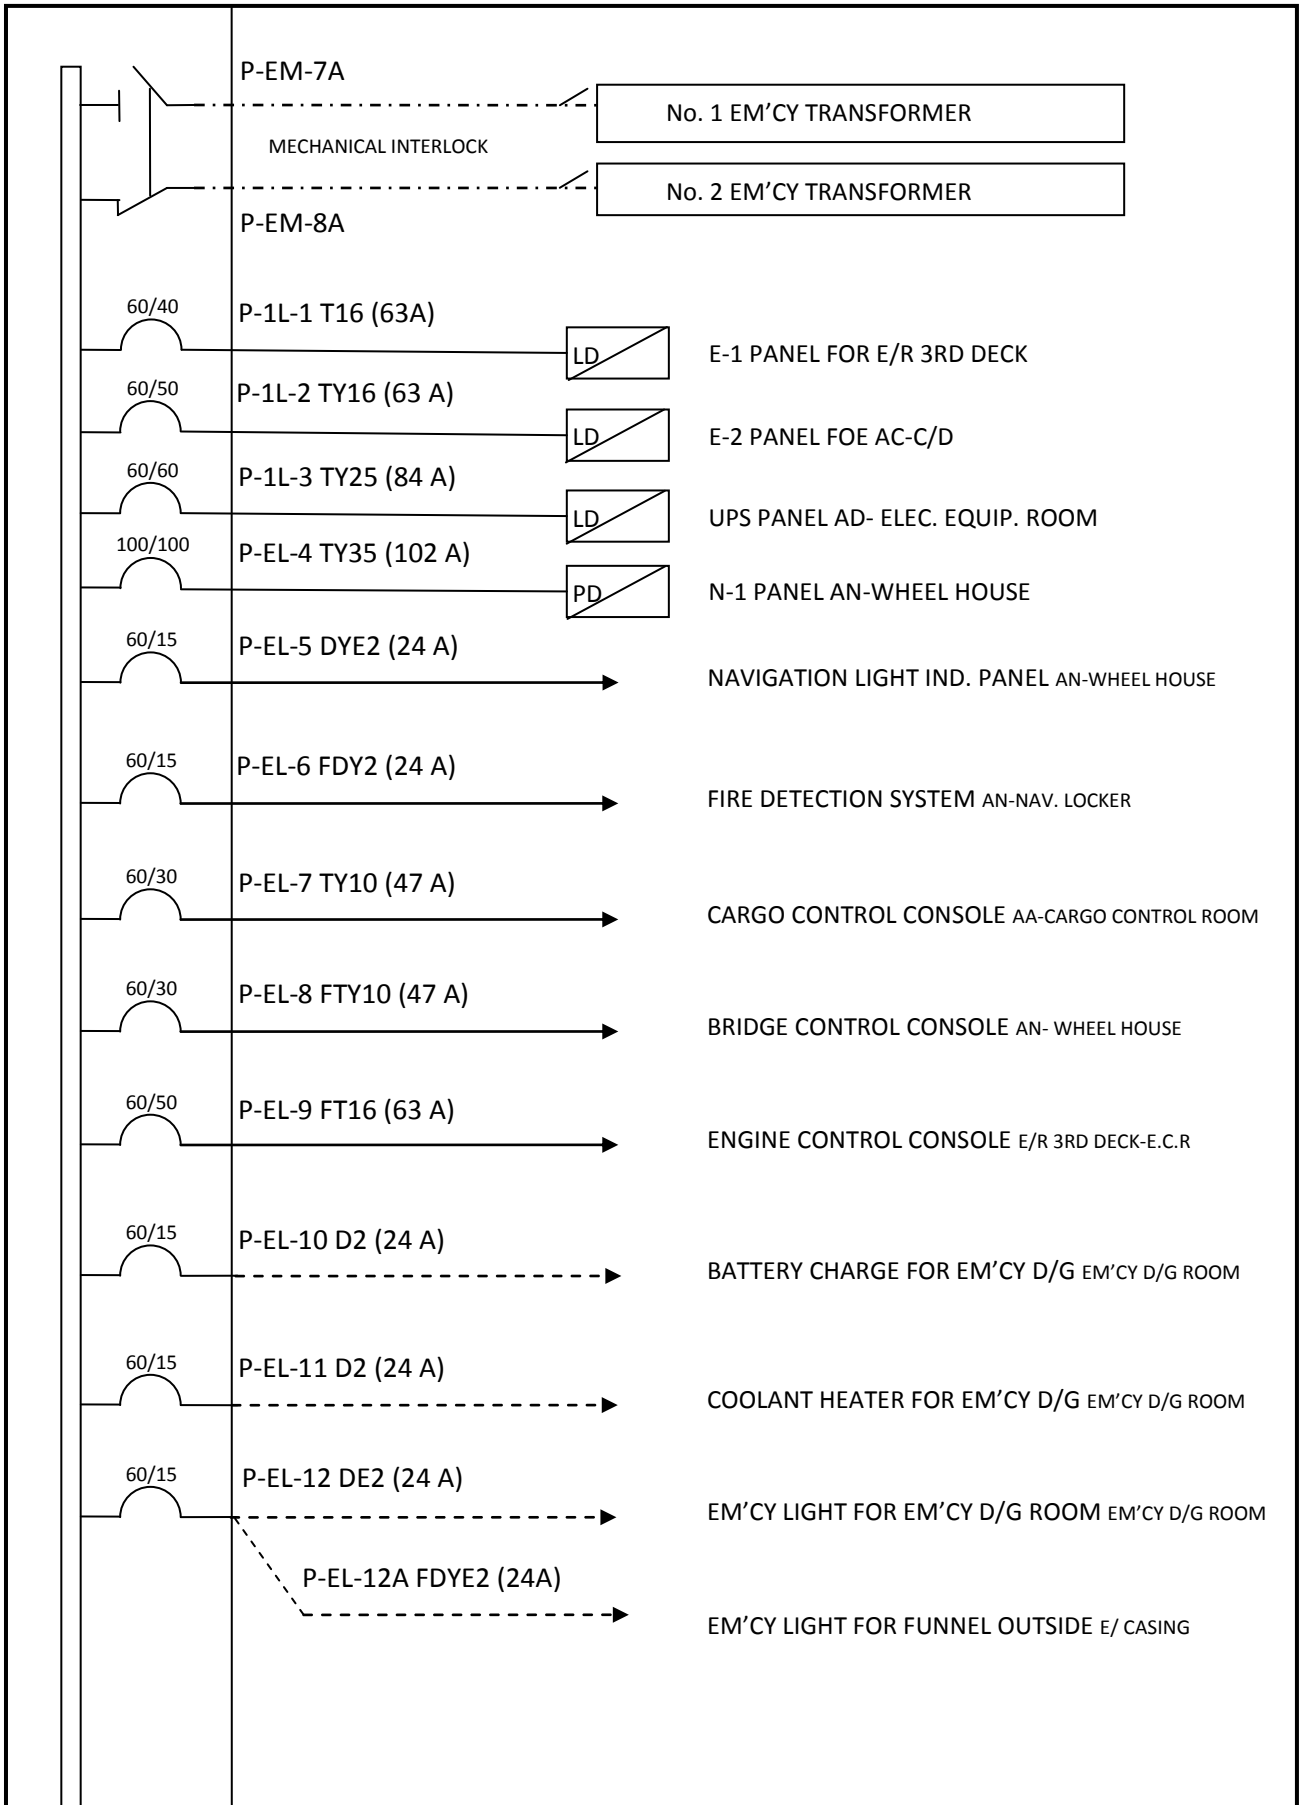 P-EM-7A
No. 1 EM’CY TRANSFORMER
MECHANICAL INTERLOCK
No. 2 EM’CY TRANSFORMER
P-EM-8A
60/40 P-1L-1 T16 (63A)
LD E-1 PANEL FOR E/R 3RD DECK
60/50 P-1L-2 TY16 (63 A)
LD E-2 PANEL FOE AC-C/D
60/60 P-1L-3 TY25 (84 A)
LD UPS PANEL AD- ELEC. EQUIP. ROOM
100/100 P-EL-4 TY35 (102 A)
PD N-1 PANEL AN-WHEEL HOUSE
60/15 P-EL-5 DYE2 (24 A)
NAVIGATION LIGHT IND. PANEL AN-WHEEL HOUSE
60/15 P-EL-6 FDY2 (24 A)
FIRE DETECTION SYSTEM AN-NAV. LOCKER
60/30 P-EL-7 TY10 (47 A)
CARGO CONTROL CONSOLE AA-CARGO CONTROL ROOM
60/30 P-EL-8 FTY10 (47 A)
BRIDGE CONTROL CONSOLE AN- WHEEL HOUSE
60/50 P-EL-9 FT16 (63 A)
ENGINE CONTROL CONSOLE E/R 3RD DECK-E.C.R
60/15 P-EL-10 D2 (24 A)
BATTERY CHARGE FOR EM’CY D/G EM’CY D/G ROOM
60/15 P-EL-11 D2 (24 A)
COOLANT HEATER FOR EM’CY D/G EM’CY D/G ROOM
60/15 P-EL-12 DE2 (24 A)
EM’CY LIGHT FOR EM’CY D/G ROOM EM’CY D/G ROOM
P-EL-12A FDYE2 (24A)
EM’CY LIGHT FOR FUNNEL OUTSIDE E/ CASING